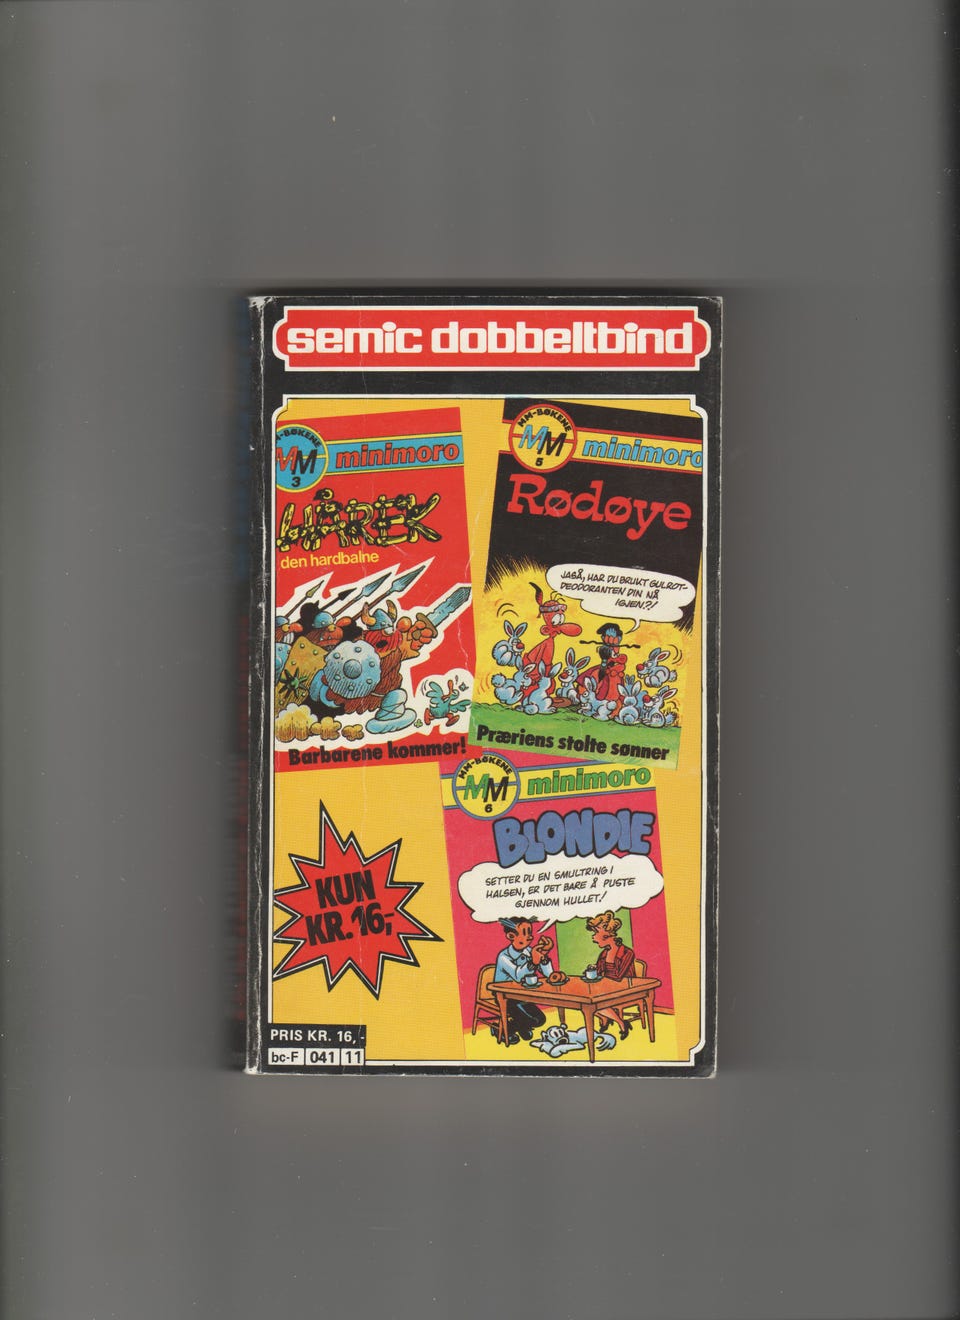 semic dobbeltbind
MM-BØKENE
MM
3
minimoro
HÅREK
den hardbalne
Barbarene kommer!
MM-BØKENE
MM
5
minimoro
Rødøye
JASÅ, HAR DU BRUKT GULROT-
DEODORANTEN DIN NÅ
IGJEN?!
Præriens stolte sønner
MM-BØKENE
MM
6
minimoro
BLONDIE
SETTER DU EN SMULTRING I
HALSEN, ER DET BARE Å PUSTE
GJENNOM HULLET!
KUN
KR. 16,-
PRIS KR. 16,-
bc-F 041 11